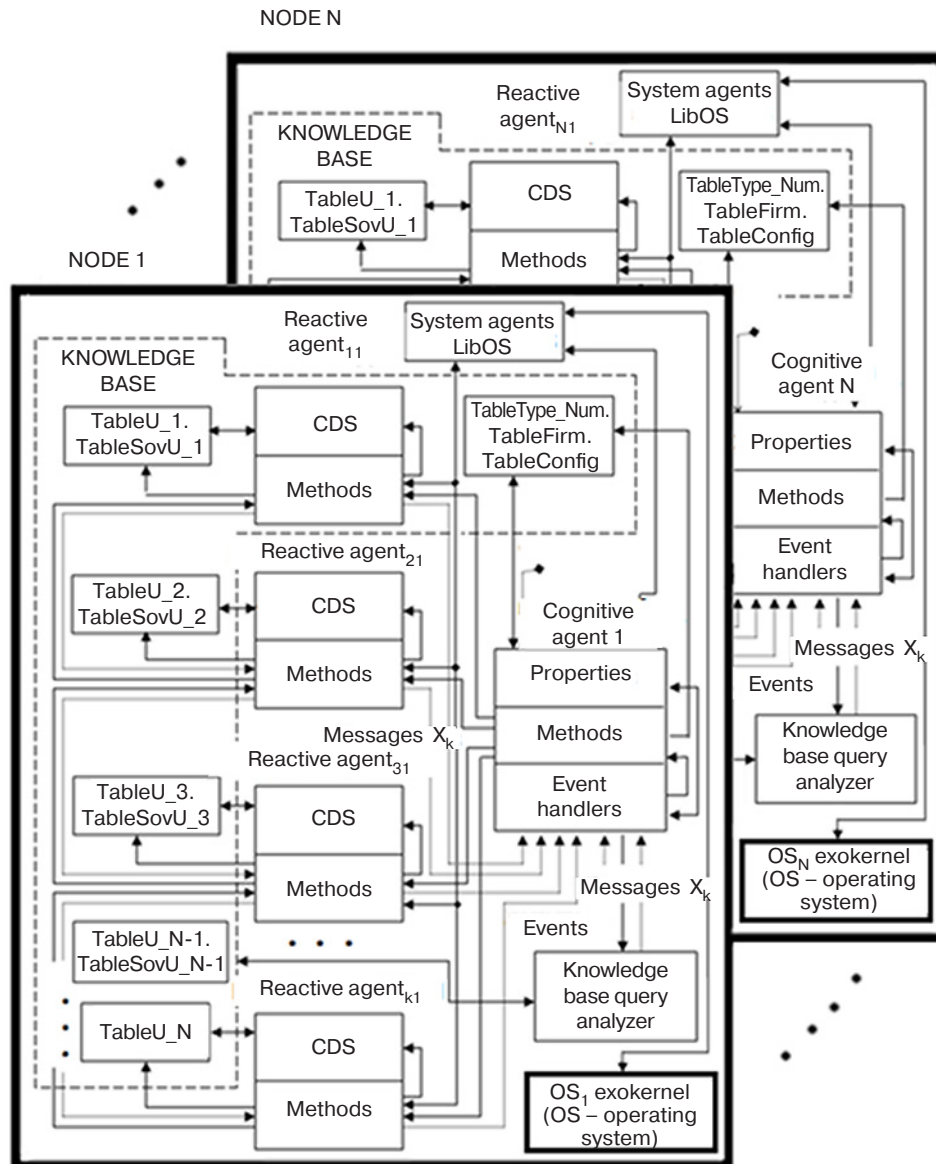 NODE N
Reactive
agent_N1
System agents
LibOS
KNOWLEDGE
BASE
TableU_1.
TableSovU_1
CDS
Methods
TableType_Num.
TableFirm.
TableConfig
Cognitive
agent N
Properties
Methods
Event
handlers
Messages X_k
Events
Knowledge
base query
analyzer
OS_N exokernel
(OS – operating
system)
NODE 1
Reactive
agent_11
System agents
LibOS
KNOWLEDGE
BASE
TableU_1.
TableSovU_1
CDS
Methods
TableType_Num.
TableFirm.
TableConfig
Reactive agent_21
TableU_2.
TableSovU_2
CDS
Methods
Cognitive
agent 1
Properties
Methods
Event
handlers
Messages X_k
Reactive agent_31
TableU_3.
TableSovU_3
CDS
Methods
Messages X_k
Events
TableU_N-1.
TableSovU_N-1
Knowledge
base query
analyzer
Reactive agent_k1
TableU_N
CDS
Methods
OS_1 exokernel
(OS – operating
system)